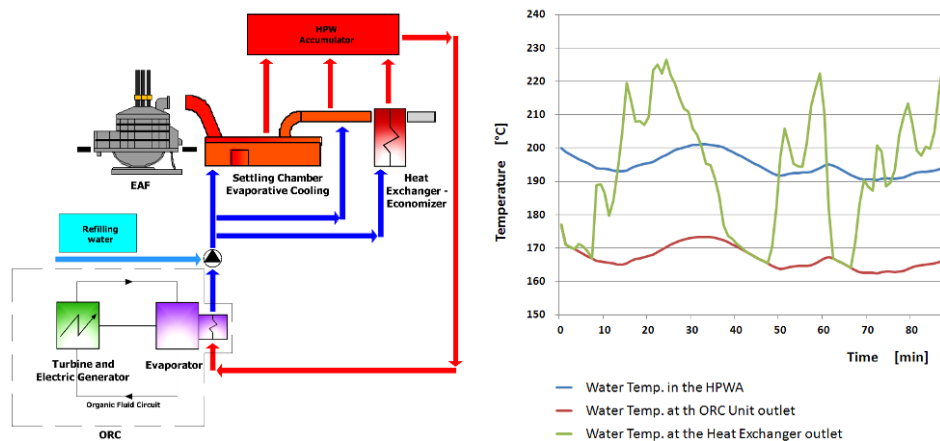 HPW
Accumulator
EAF
Settling Chamber
Evaporative Cooling
Heat
Exchanger -
Economizer
Refilling
water
Turbine and
Electric Generator
Evaporator
Organic Fluid Circuit
ORC
Temperature [°C]
230
220
210
200
190
180
170
160
150
0 10 20 30 40 50 60 70 80
Time [min]
Water Temp. in the HPWA
Water Temp. at th ORC Unit outlet
Water Temp. at the Heat Exchanger outlet